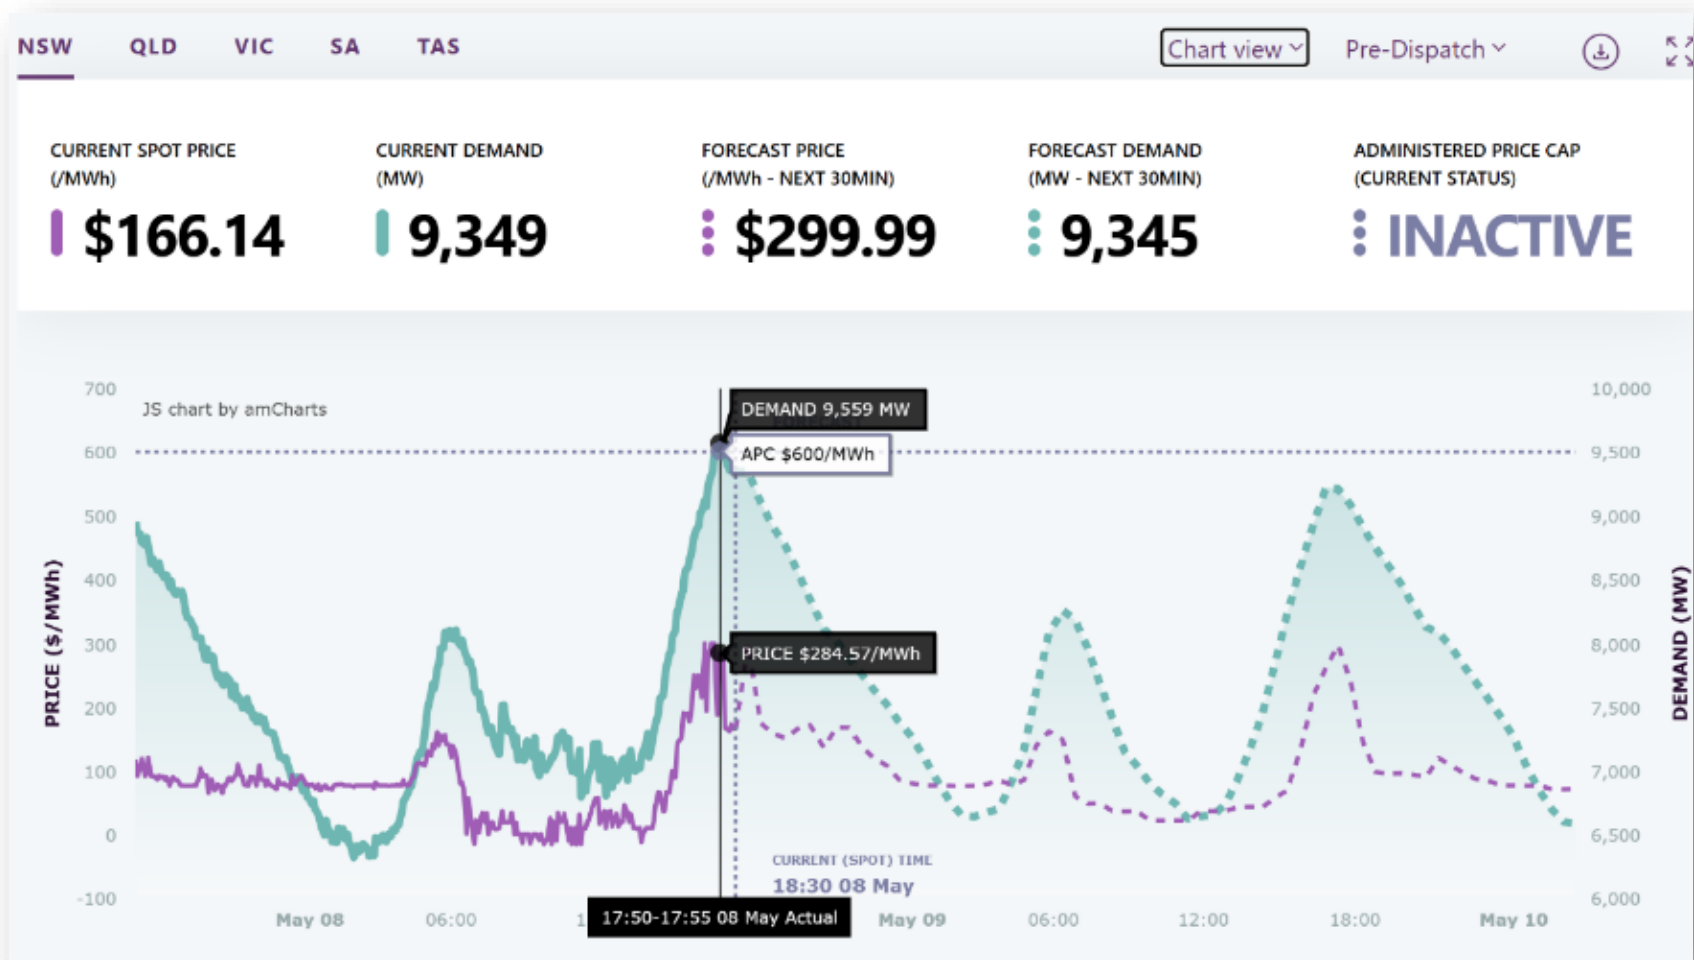 NSW QLD VIC SA TAS Chart view Pre-Dispatch
CURRENT SPOT PRICE
(/MWh)
$166.14
CURRENT DEMAND
(MW)
9,349
FORECAST PRICE
(/MWh - NEXT 30MIN)
$299.99
FORECAST DEMAND
(MW - NEXT 30MIN)
9,345
ADMINISTERED PRICE CAP
(CURRENT STATUS)
INACTIVE
JS chart by amCharts
PRICE ($/MWh)
700
600
500
400
300
200
100
0
-100
DEMAND 9,559 MW
APC $600/MWh
PRICE $284.57/MWh
CURRENT (SPOT) TIME
18:30 08 May
10,000
9,500
9,000
8,500
8,000
7,500
7,000
6,500
6,000
DEMAND (MW)
May 08 06:00 17:50-17:55 08 May Actual May 09 06:00 12:00 18:00 May 10